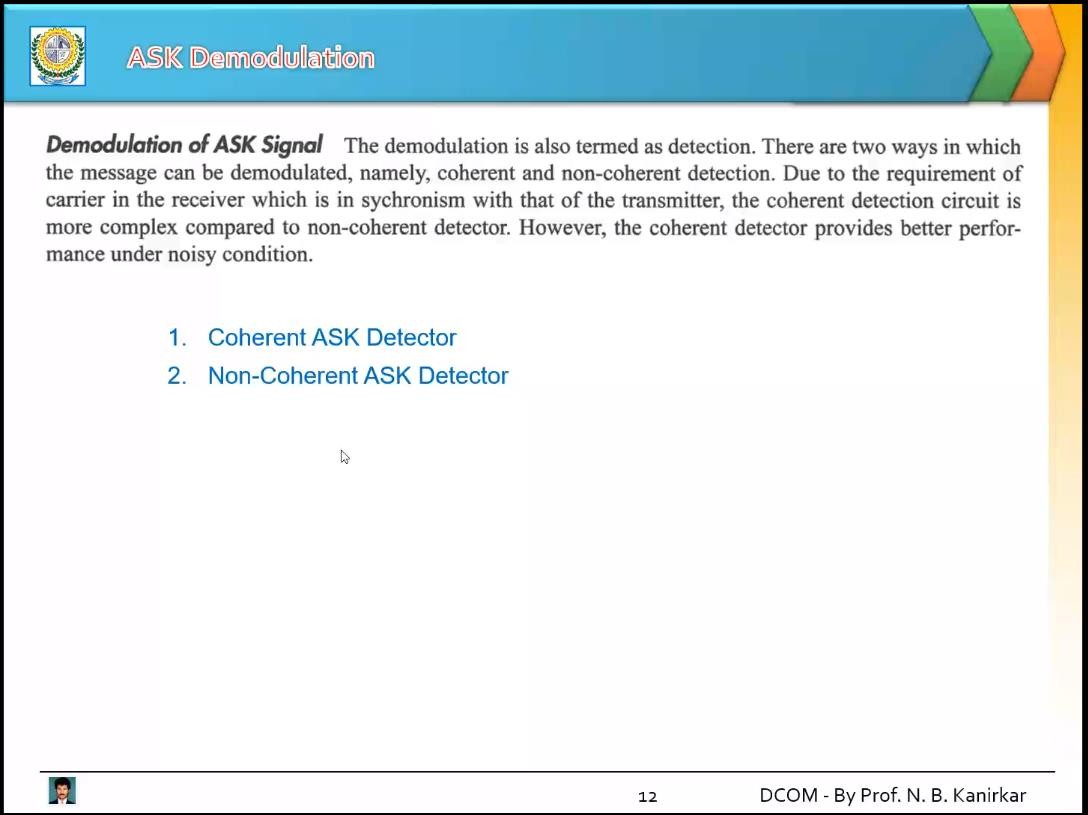 ASK Demodulation
Demodulation of ASK Signal The demodulation is also termed as detection. There are two ways in which
the message can be demodulated, namely, coherent and non-coherent detection. Due to the requirement of
carrier in the receiver which is in sychronism with that of the transmitter, the coherent detection circuit is
more complex compared to non-coherent detector. However, the coherent detector provides better perfor-
mance under noisy condition.
1. Coherent ASK Detector
2. Non-Coherent ASK Detector
12 DCOM - By Prof. N. B. Kanirkar